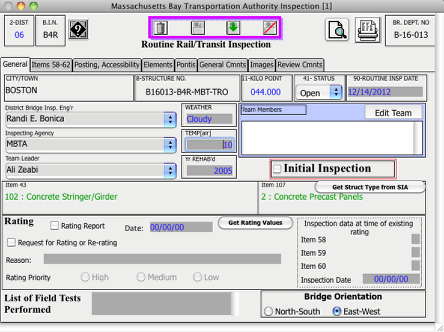 Massachusetts Bay Transportation Authority Inspection [1]
2-DIST
06
B.I.N.
B4R
Routine Rail/Transit Inspection
BR. DEPT. NO
B-16-013
General Items 58-62 Posting, Accessibility Elements Pontis General Cmnts Images Review Cmnts
CITY/TOWN
BOSTON
8-STRUCTURE NO.
B16013-B4R-MBT-TRO
11-KILO POINT
044.000
41- STATUS
Open
90-ROUTINE INSP DATE
12/14/2012
District Bridge Insp. Eng'r
Randi E. Bonica
WEATHER
Cloudy
Team Members
Edit Team
Inspecting Agency
MBTA
TEMP[air]
10
Team Leader
Ali Zeabi
Yr REHAB'd
2005
Initial Inspection
Item 43
102 : Concrete Stringer/Girder
Item 107
Get Struct Type from SIA
2 : Concrete Precast Panels
Rating
Rating Report
Date: 00/00/00
Get Rating Values
Request for Rating or Re-rating
Reason:
Rating Priority
High
Medium
Low
Inspection data at time of existing
rating
Item 58
Item 59
Item 60
Inspection Date 00/00/00
List of Field Tests
Performed
Bridge Orientation
North-South
East-West